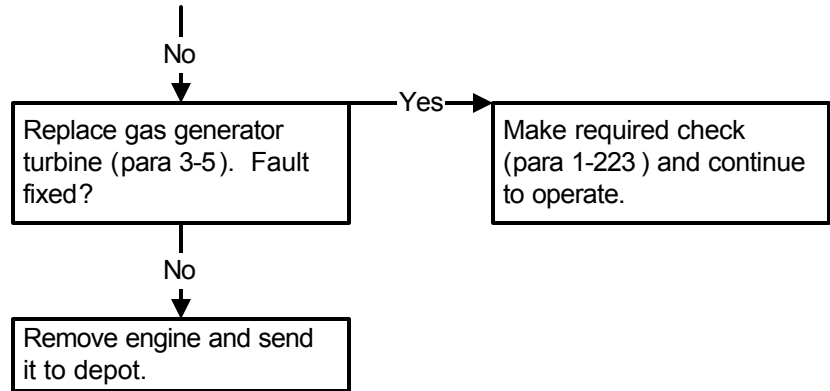 No
Replace gas generator
turbine (para 3-5). Fault
fixed?
Yes
Make required check
(para 1-223 ) and continue
to operate.
No
Remove engine and send
it to depot.